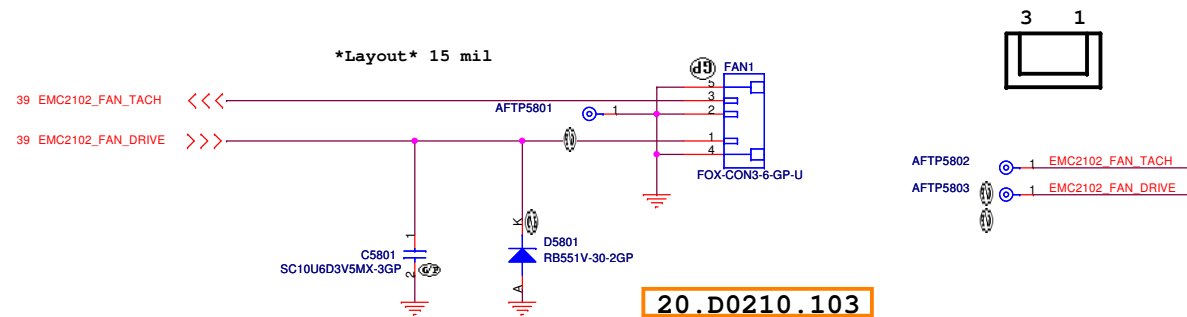 3 1
*Layout* 15 mil
GP FAN1
5
39 EMC2102_FAN_TACH
3
AFTP5801 1 2
39 EMC2102_FAN_DRIVE
1
4
FOX-CON3-6-GP-U
AFTP5802 1 EMC2102_FAN_TACH
AFTP5803 1 EMC2102_FAN_DRIVE
1
K
C5801
SC10U6D3V5MX-3GP
2
D5801
RB551V-30-2GP
A
20.D0210.103